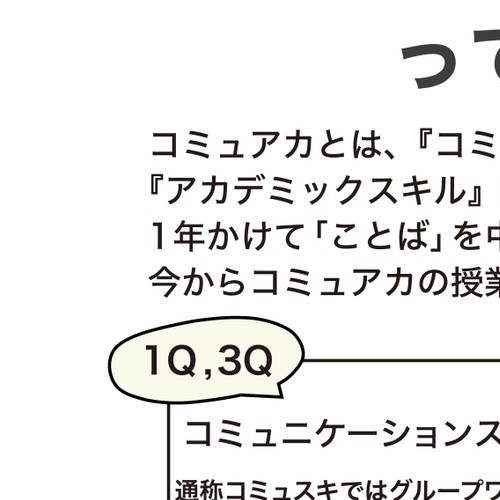 って
コミュアカとは、『コミ
『アカデミックスキル』
1年かけて「ことば」を中
今からコミュアカの授業
1Q,3Q
コミュニケーションス
通称コミュスキではグループワ